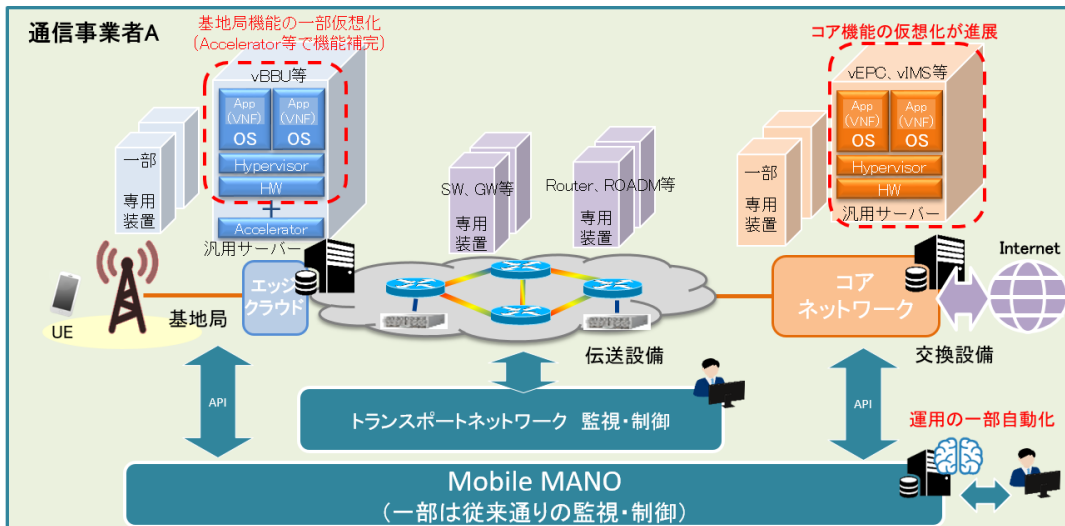 通信事業者A
基地局機能の一部仮想化
(Accelerator等で機能補完)
コア機能の仮想化が進展
vBBU等
App
(VNF)
OS
App
(VNF)
OS
Hypervisor
HW
+
Accelerator
汎用サーバー
一部
専用
装置
SW、GW等
専用
装置
Router、ROADM等
専用
装置
一部
専用
装置
vEPC、vIMS等
App
(VNF)
OS
App
(VNF)
OS
Hypervisor
HW
汎用サーバー
UE
基地局
エッジ
クラウド
伝送設備
コア
ネットワーク
Internet
交換設備
API
トランスポートネットワーク 監視・制御
API
運用の一部自動化
Mobile MANO
(一部は従来通りの監視・制御)